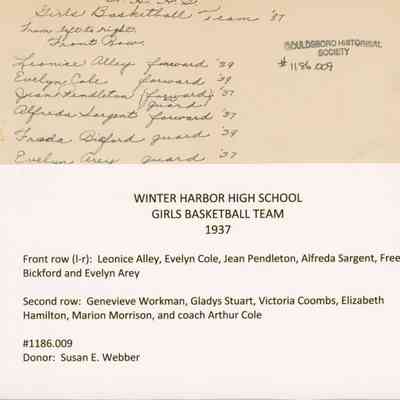 Girls Basketball Team '37
From left to right.
Front Row.
Leonice Alley forward '39
Evelyn Cole forward '39
Jean Pendleton (forward) '37
guard
Alfreda Sargent forward '37
Freda Bigford guard '39
Evelyn Arey guard '37
GOULDSBORO HISTORICAL
SOCIETY
# 1186.009
WINTER HARBOR HIGH SCHOOL
GIRLS BASKETBALL TEAM
1937
Front row (l-r): Leonice Alley, Evelyn Cole, Jean Pendleton, Alfreda Sargent, Free
Bickford and Evelyn Arey
Second row: Genevieve Workman, Gladys Stuart, Victoria Coombs, Elizabeth
Hamilton, Marion Morrison, and coach Arthur Cole
#1186.009
Donor: Susan E. Webber